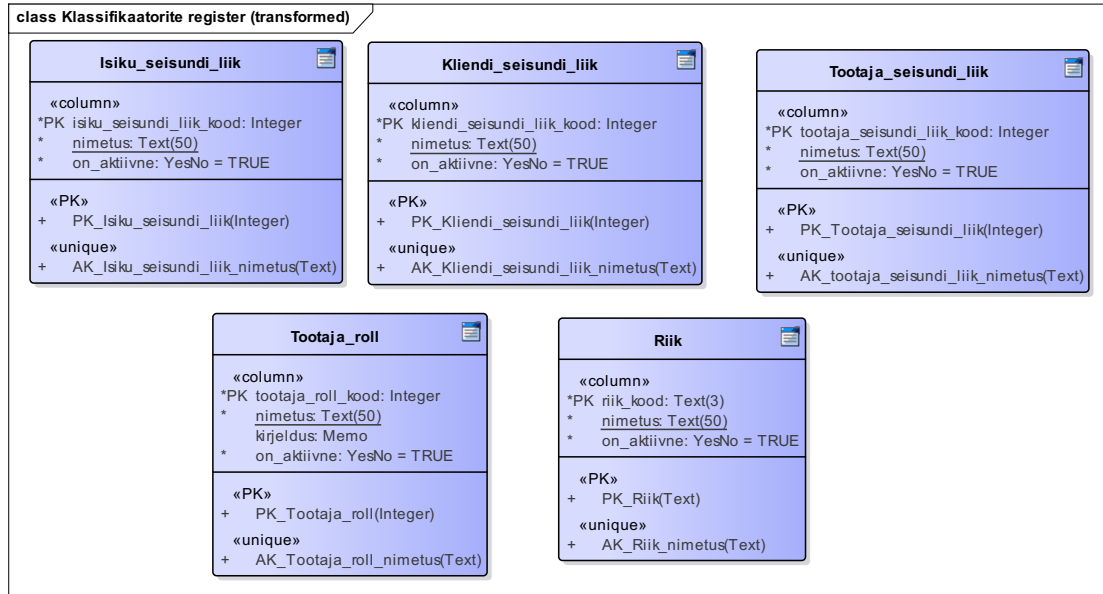 class Klassifikaatorite register (transformed)
Isiku_seisundi_liik
«column»
*PK isiku_seisundi_liik_kood: Integer
* nimetus: Text(50)
* on_aktiivne: YesNo = TRUE
«PK»
+ PK_Isiku_seisundi_liik(Integer)
«unique»
+ AK_Isiku_seisundi_liik_nimetus(Text)
Kliendi_seisundi_liik
«column»
*PK kliendi_seisundi_liik_kood: Integer
* nimetus: Text(50)
* on_aktiivne: YesNo = TRUE
«PK»
+ PK_Kliendi_seisundi_liik(Integer)
«unique»
+ AK_Kliendi_seisundi_liik_nimetus(Text)
Tootaja_seisundi_liik
«column»
*PK tootaja_seisundi_liik_kood: Integer
* nimetus: Text(50)
* on_aktiivne: YesNo = TRUE
«PK»
+ PK_Tootaja_seisundi_liik(Integer)
«unique»
+ AK_tootaja_seisundi_liik_nimetus(Text)
Tootaja_roll
«column»
*PK tootaja_roll_kood: Integer
* nimetus: Text(50)
kirjeldus: Memo
* on_aktiivne: YesNo = TRUE
«PK»
+ PK_Tootaja_roll(Integer)
«unique»
+ AK_Tootaja_roll_nimetus(Text)
Riik
«column»
*PK riik_kood: Text(3)
* nimetus: Text(50)
* on_aktiivne: YesNo = TRUE
«PK»
+ PK_Riik(Text)
«unique»
+ AK_Riik_nimetus(Text)